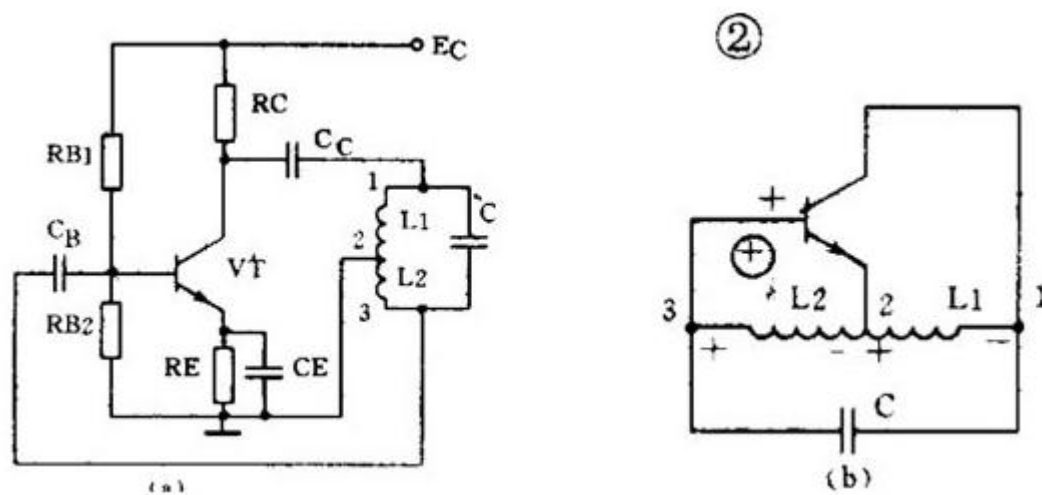 ②
EC
RC
RB1
CC
1
C
L1
CB
2
VT
L2
3
RB2
RE
CE
(a)
+
+
L2
2
L1
3
+
-
+
-
C
(b)